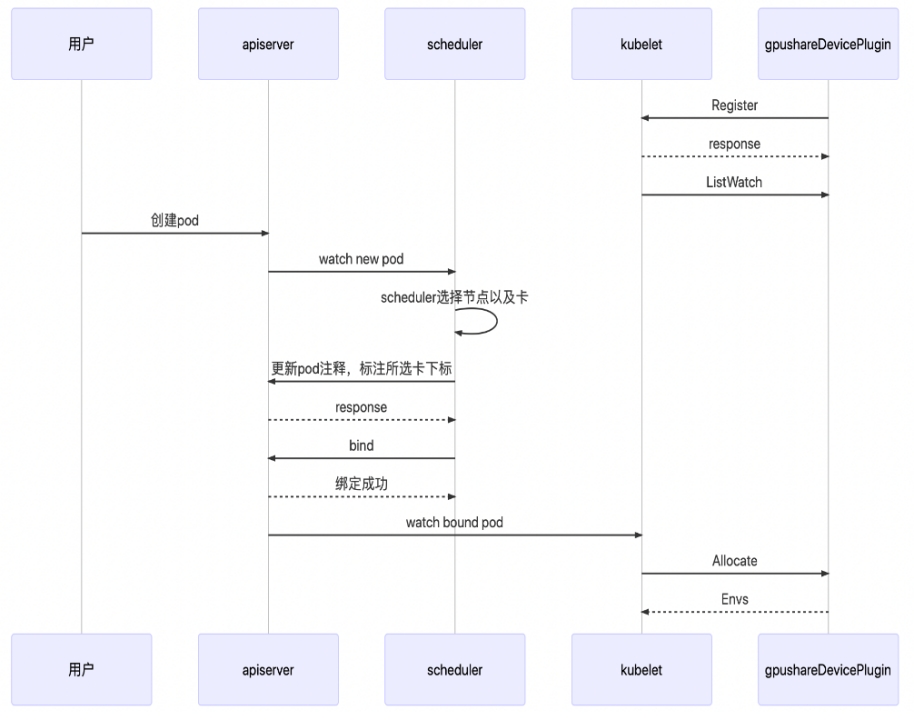 用户
apiserver
scheduler
kubelet
gpushareDevicePlugin
Register
response
ListWatch
创建pod
watch new pod
scheduler选择节点以及卡
更新pod注释，标注所选卡下标
response
bind
绑定成功
watch bound pod
Allocate
Envs
用户
apiserver
scheduler
kubelet
gpushareDevicePlugin